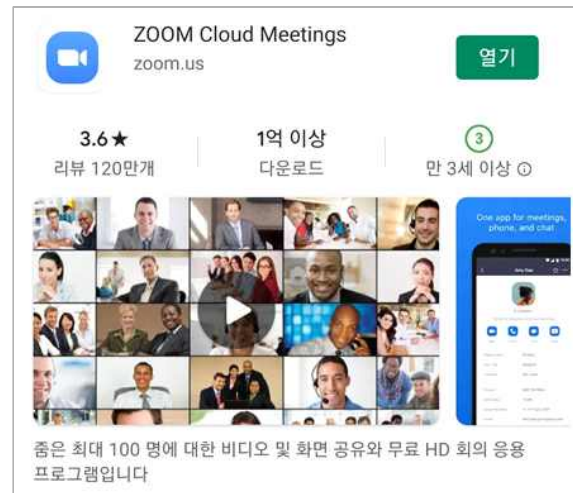 ZOOM Cloud Meetings
zoom.us
열기
3.6★
리뷰 120만개
1억 이상
다운로드
3
만 3세 이상
One app for meetings,
phone, and chat
줌은 최대 100 명에 대한 비디오 및 화면 공유와 무료 HD 회의 응용
프로그램입니다